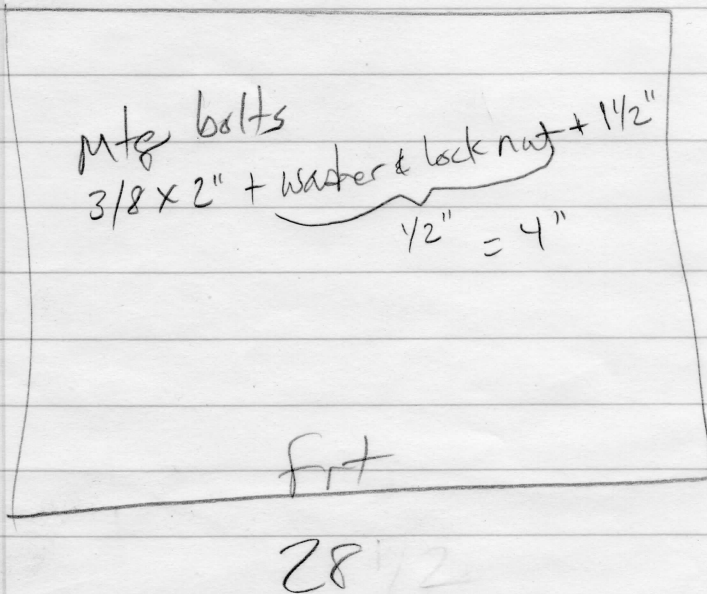 Mtg bolts
3/8 x 2" + washer & lock nut + 1 1/2"
1/2" = 4"
Frt
28 1/2